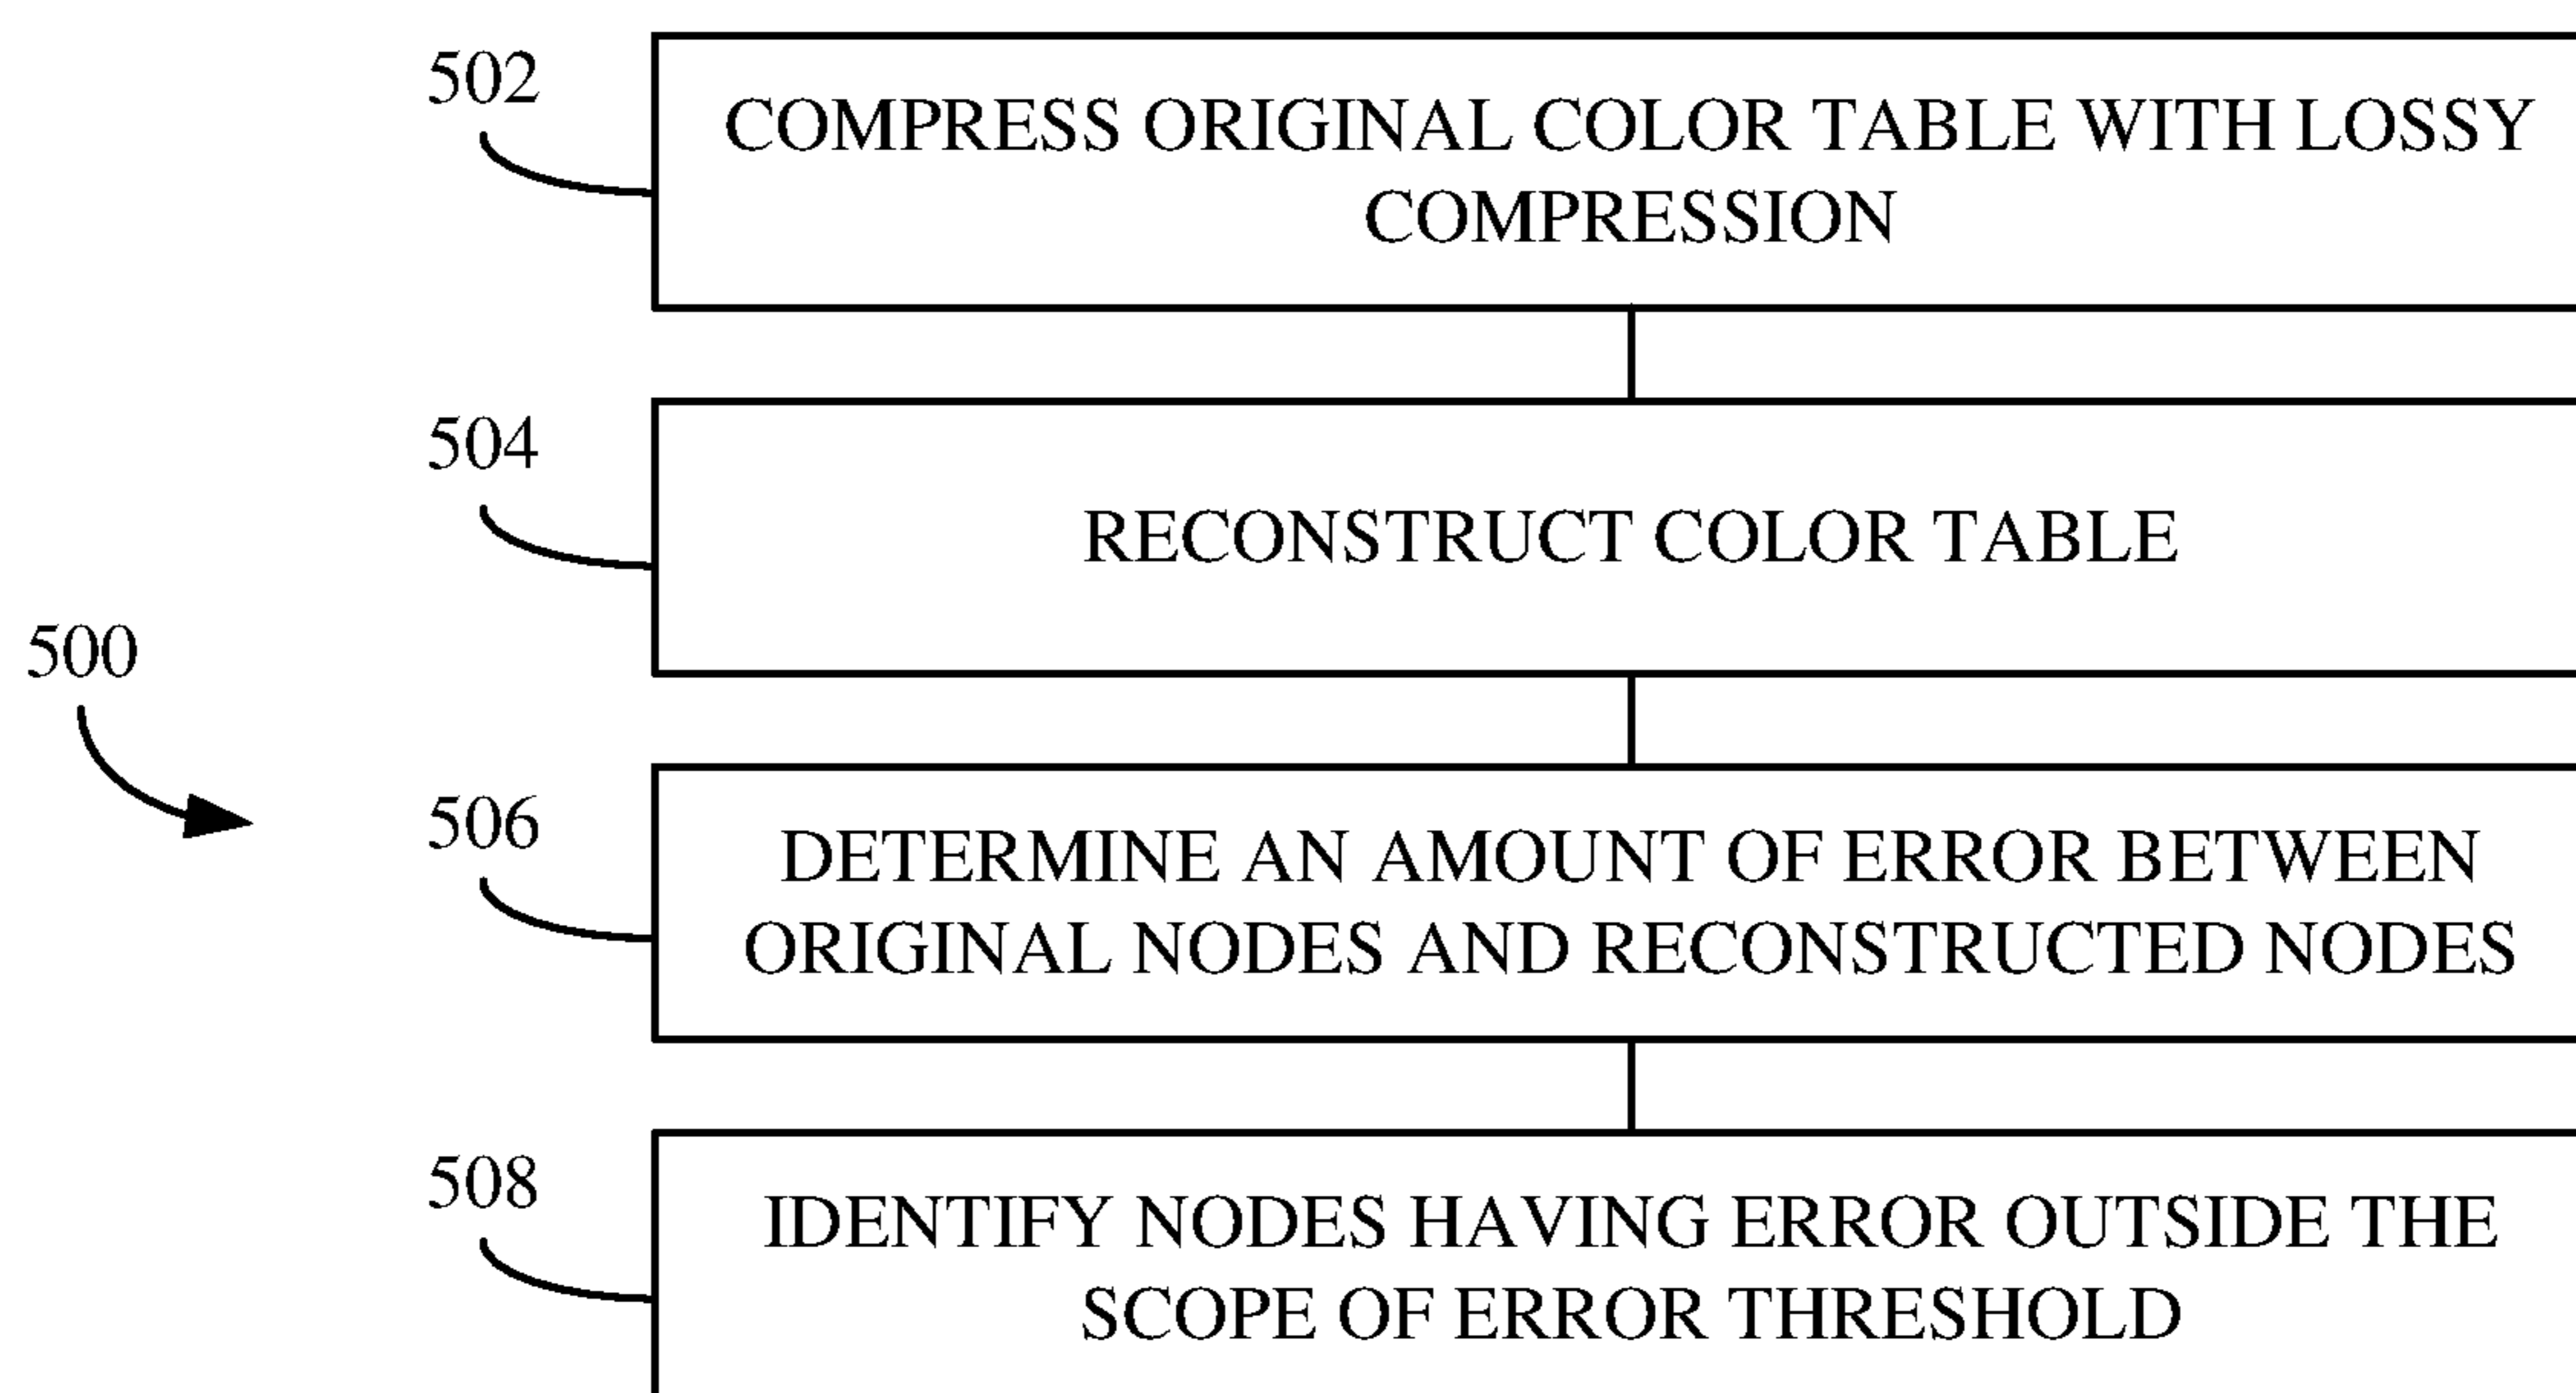 502
COMPRESS ORIGINAL COLOR TABLE WITH LOSSY
COMPRESSION
504
RECONSTRUCT COLOR TABLE
500
506
DETERMINE AN AMOUNT OF ERROR BETWEEN
ORIGINAL NODES AND RECONSTRUCTED NODES
508
IDENTIFY NODES HAVING ERROR OUTSIDE THE
SCOPE OF ERROR THRESHOLD